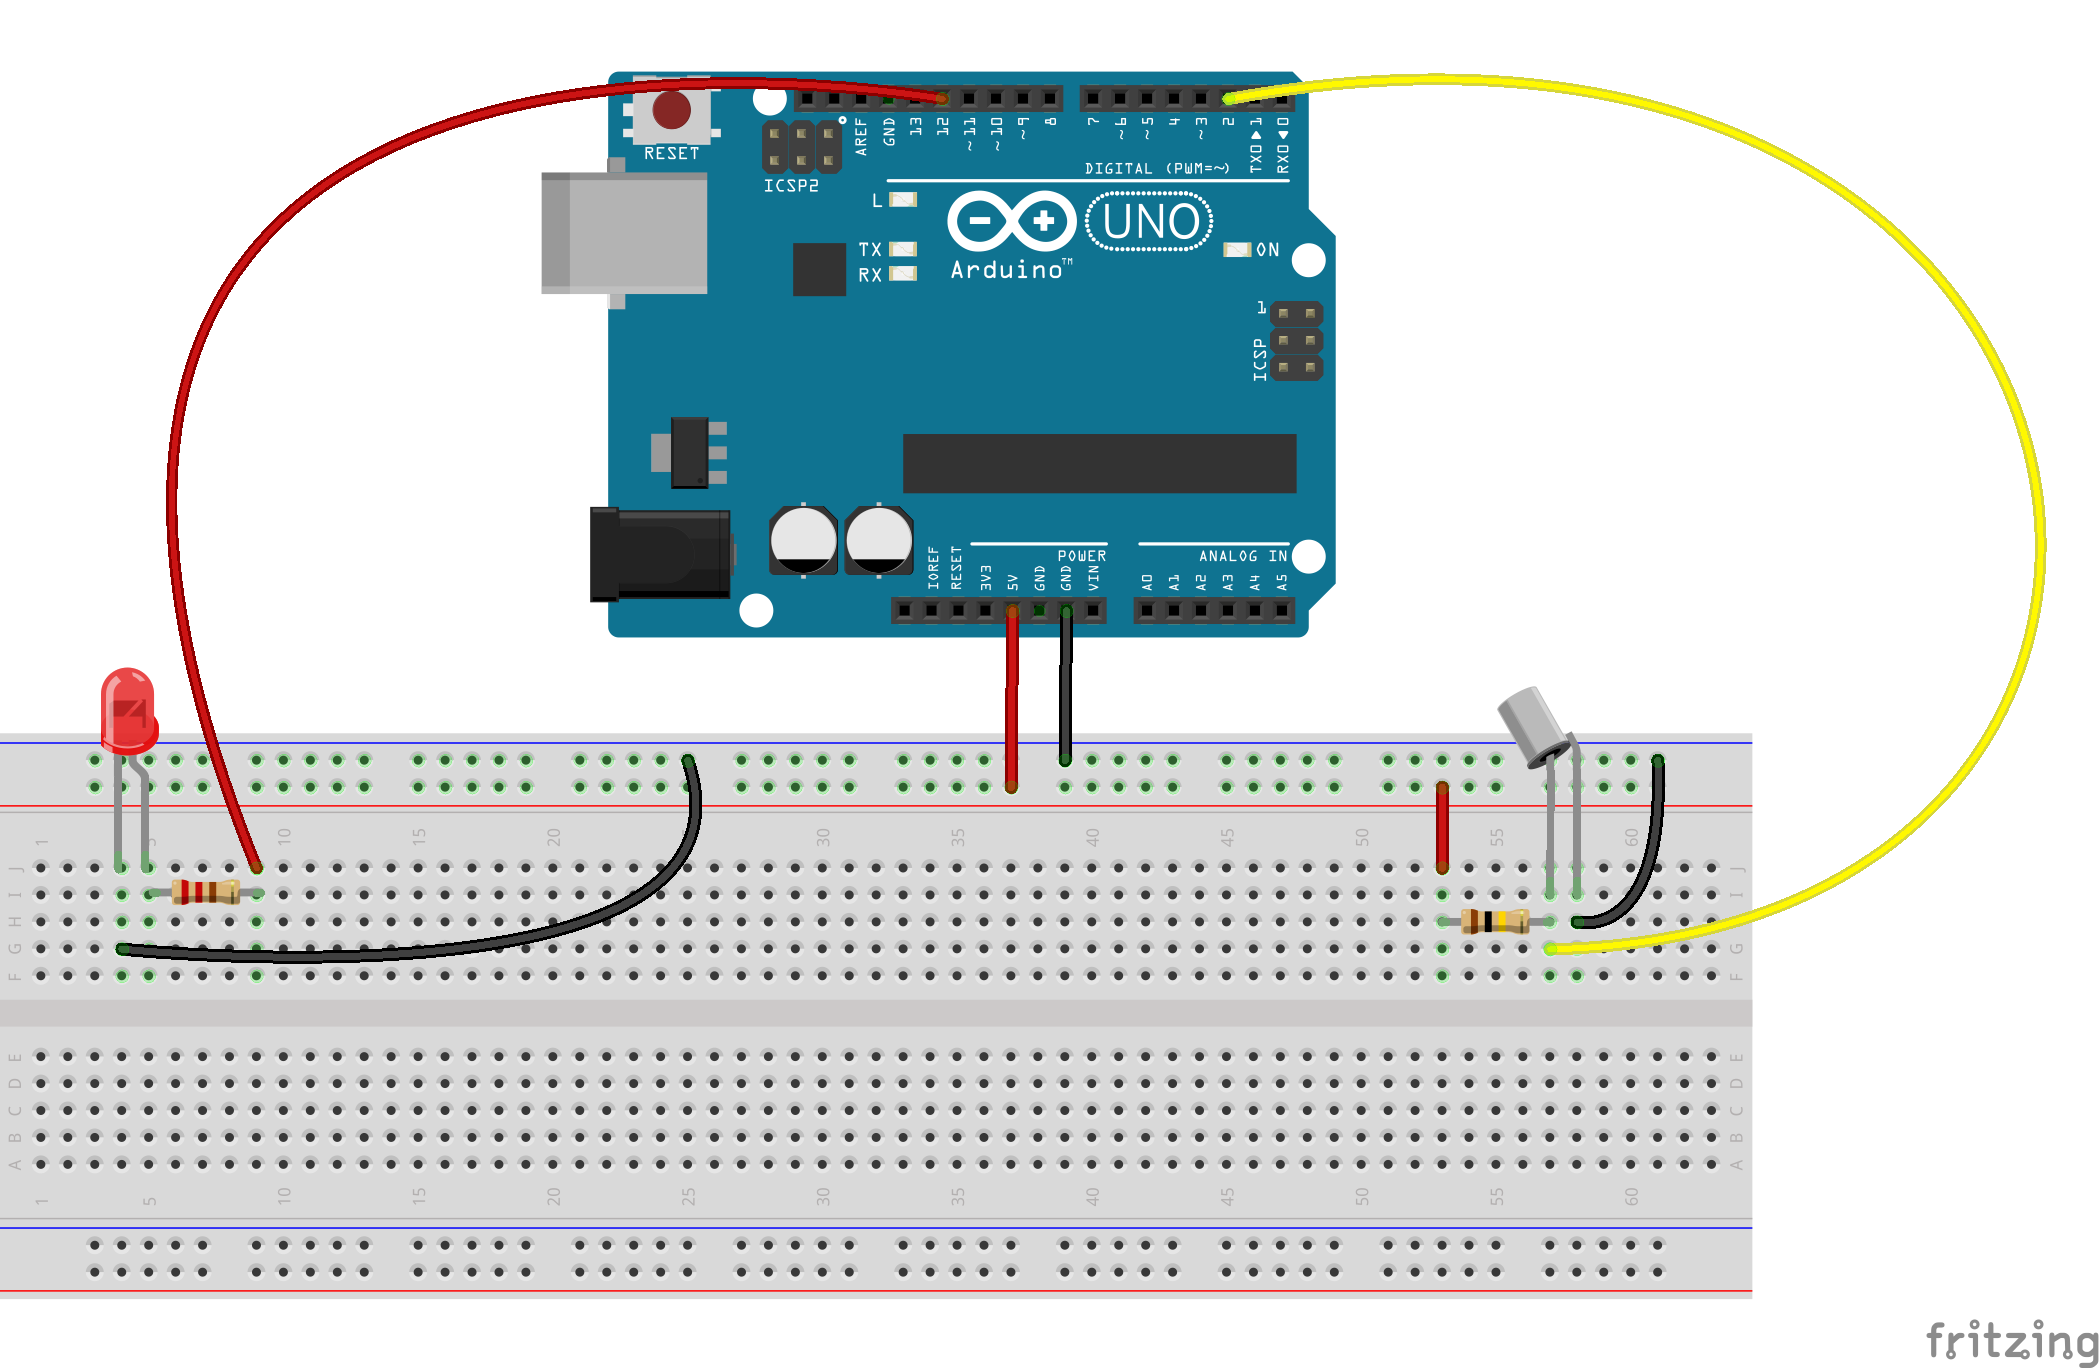 RESET
ICSP2
AREF
GND
13
12
~11
~10
~9
8
7
~6
~5
4
~3
2
TX0 ▶ 1
RX0 ◀ 0
DIGITAL (PWM=~)
L
TX
RX
UNO
Arduino™
ON
1
ICSP
POWER
ANALOG IN
IOREF
RESET
3V3
5V
GND
GND
VIN
A0
A1
A2
A3
A4
A5
1 5 10 15 20 25 30 35 40 45 50 55 60
J J
I I
H H
G G
F F
E E
D D
C C
B B
A A
1 5 10 15 20 25 30 35 40 45 50 55 60
fritzing